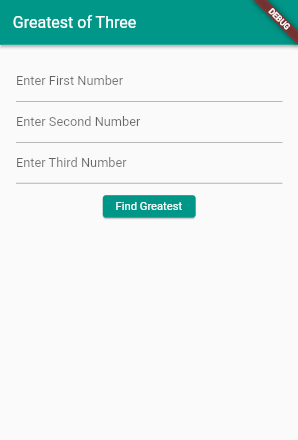 Greatest of Three
DEBUG
Enter First Number
Enter Second Number
Enter Third Number
Find Greatest